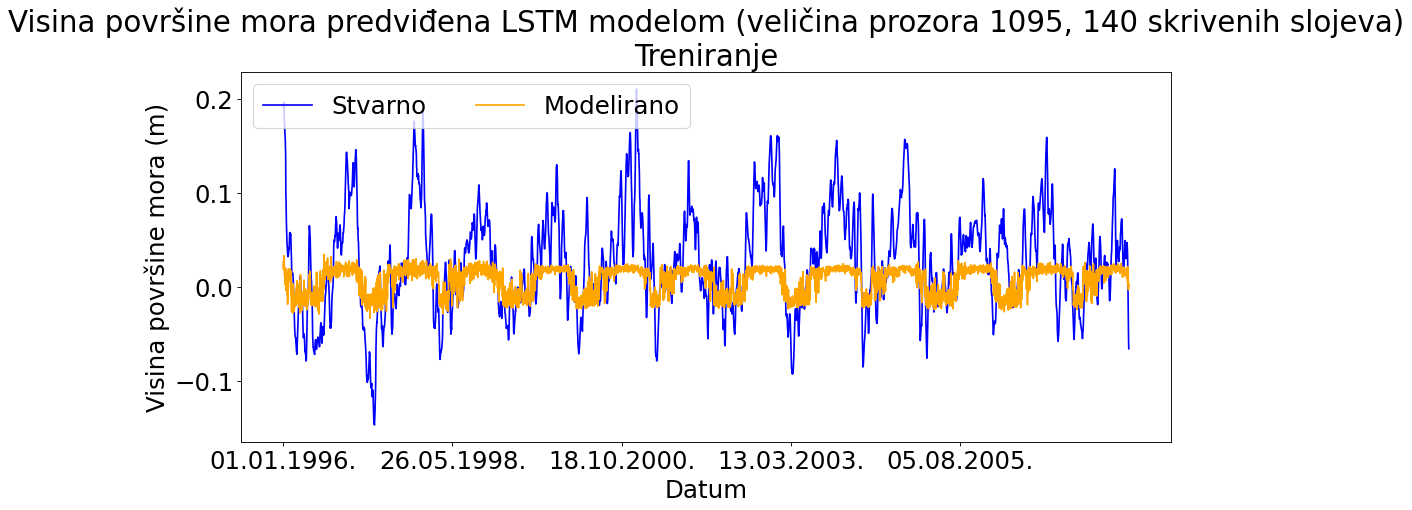 Visina površine mora predviđena LSTM modelom (veličina prozora 1095, 140 skrivenih slojeva)
Treniranje
Stvarno Modelirano
Visina površine mora (m)
0.2
0.1
0.0
−0.1
01.01.1996. 26.05.1998. 18.10.2000. 13.03.2003. 05.08.2005.
Datum